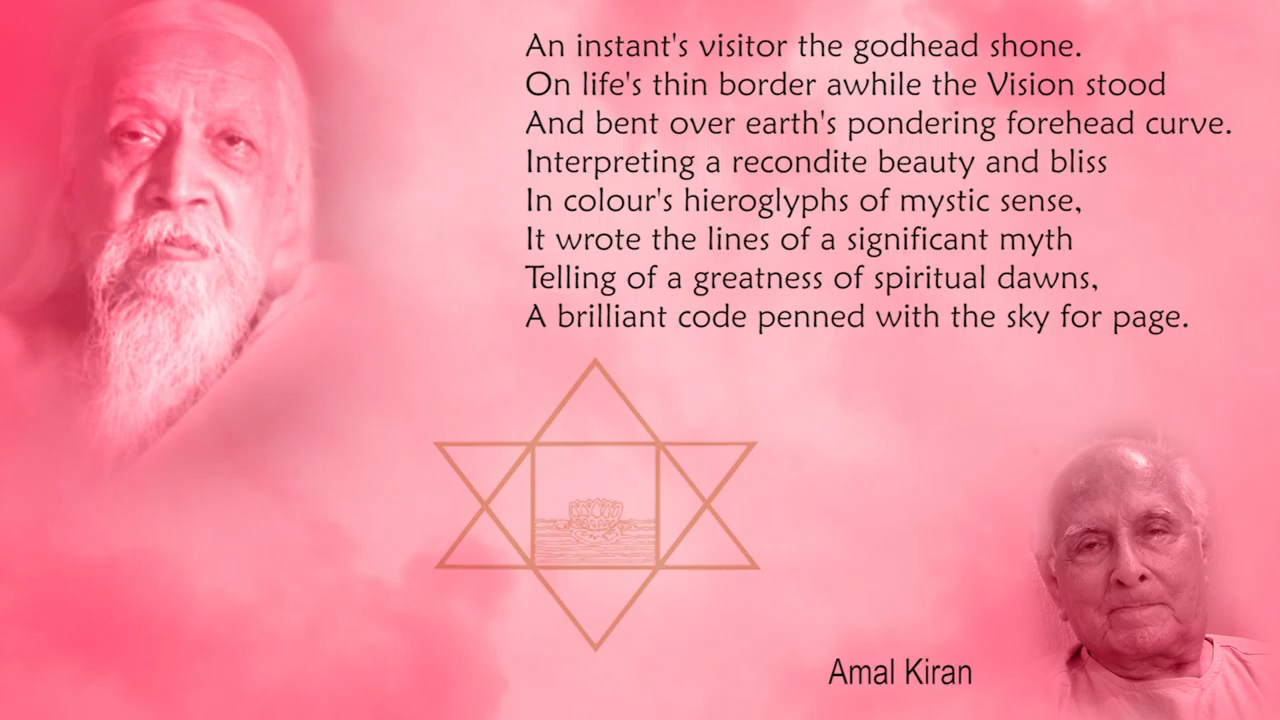 An instant's visitor the godhead shone.
On life's thin border awhile the Vision stood
And bent over earth's pondering forehead curve.
Interpreting a recondite beauty and bliss
In colour's hieroglyphs of mystic sense,
It wrote the lines of a significant myth
Telling of a greatness of spiritual dawns,
A brilliant code penned with the sky for page.
Amal Kiran